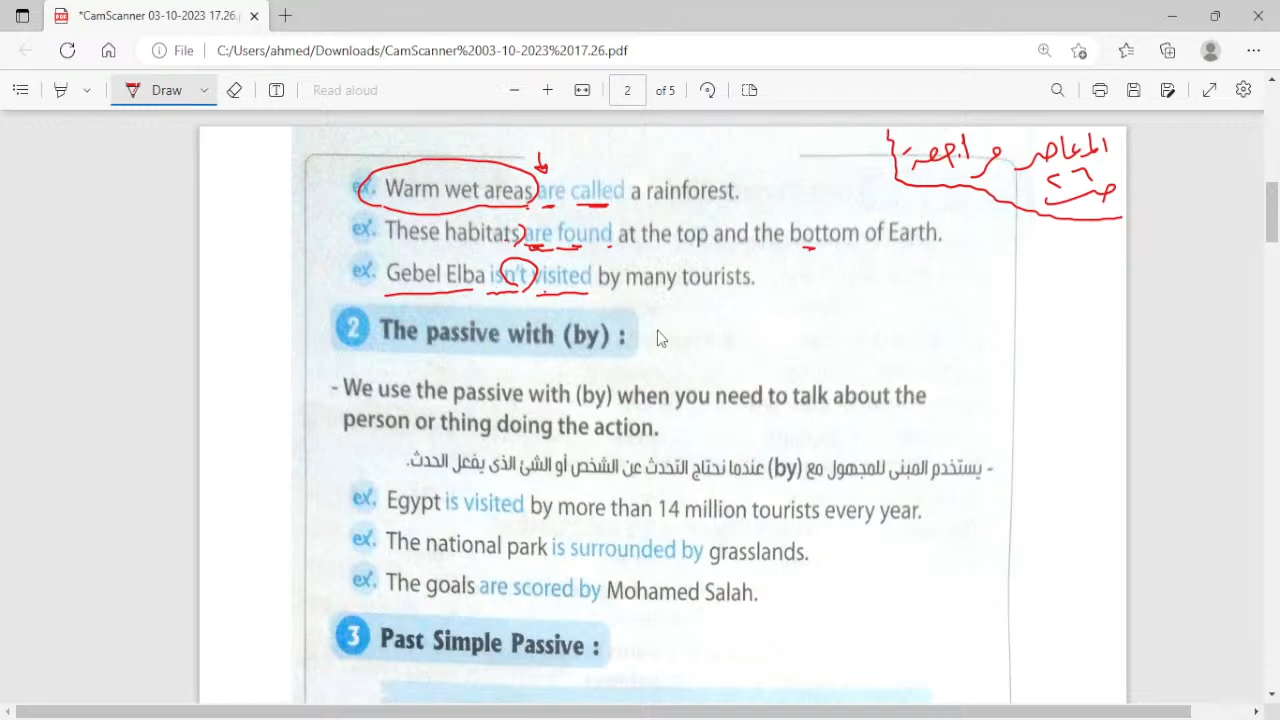 *CamScanner 03-10-2023 17.26.
File C:/Users/ahmed/Downloads/CamScanner%2003-10-2023%2017.26.pdf
Draw Read aloud 2 of 5
ex. Warm wet areas are called a rainforest.
ex. These habitats are found at the top and the bottom of Earth.
ex. Gebel Elba isn't visited by many tourists.
2 The passive with (by) :
- We use the passive with (by) when you need to talk about the
person or thing doing the action.
- يستخدم المبنى للمجهول مع (by) عندما نحتاج التحدث عن الشخص أو الشئ الذى يفعل الحدث.
ex. Egypt is visited by more than 14 million tourists every year.
ex. The national park is surrounded by grasslands.
ex. The goals are scored by Mohamed Salah.
3 Past Simple Passive :